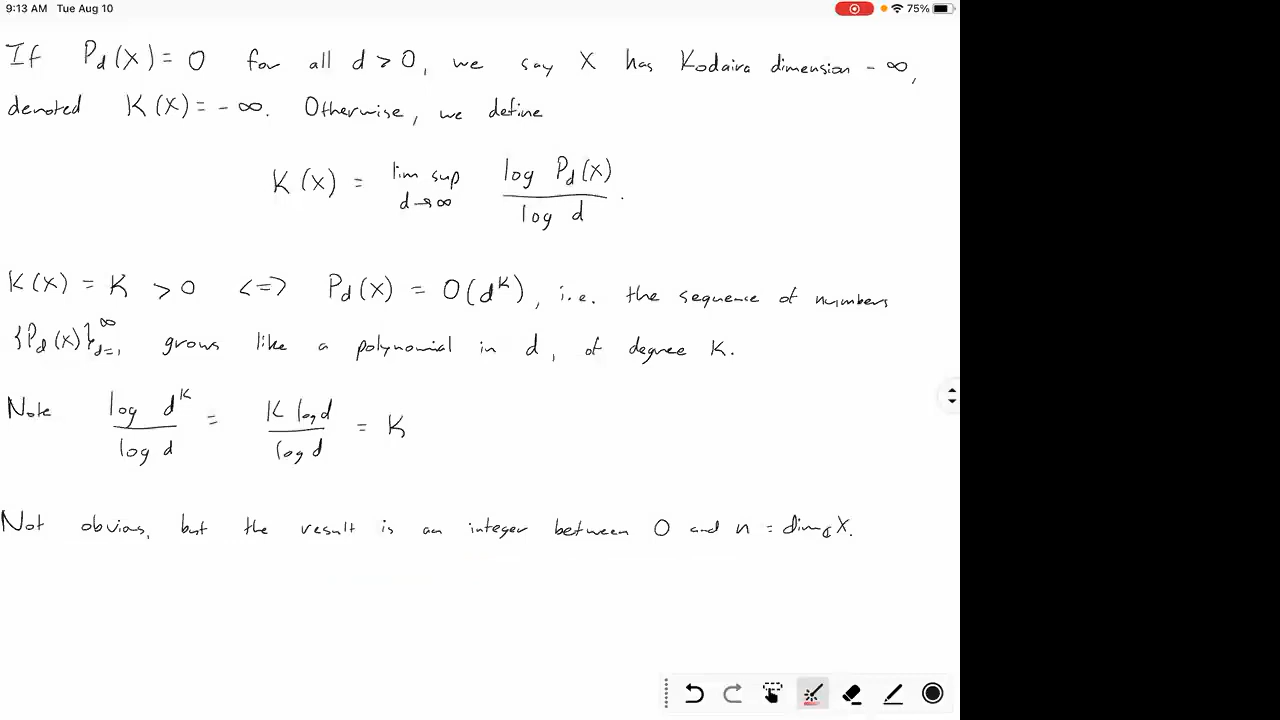 9:13 AM Tue Aug 10 75%
If P_d(X) = 0 for all d > 0, we say X has Kodaira dimension -∞,
denoted K(X) = -∞. Otherwise, we define
K(X) = lim sup_{d→∞} log P_d(X) / log d .
K(X) = K > 0 <=> P_d(X) = O(d^K), i.e. the sequence of numbers
{P_d(X)}_{d=1}^∞ grows like a polynomial in d, of degree K.
Note log d^K / log d = K log d / log d = K
Not obvious, but the result is an integer between 0 and n = dim_ℂ X.